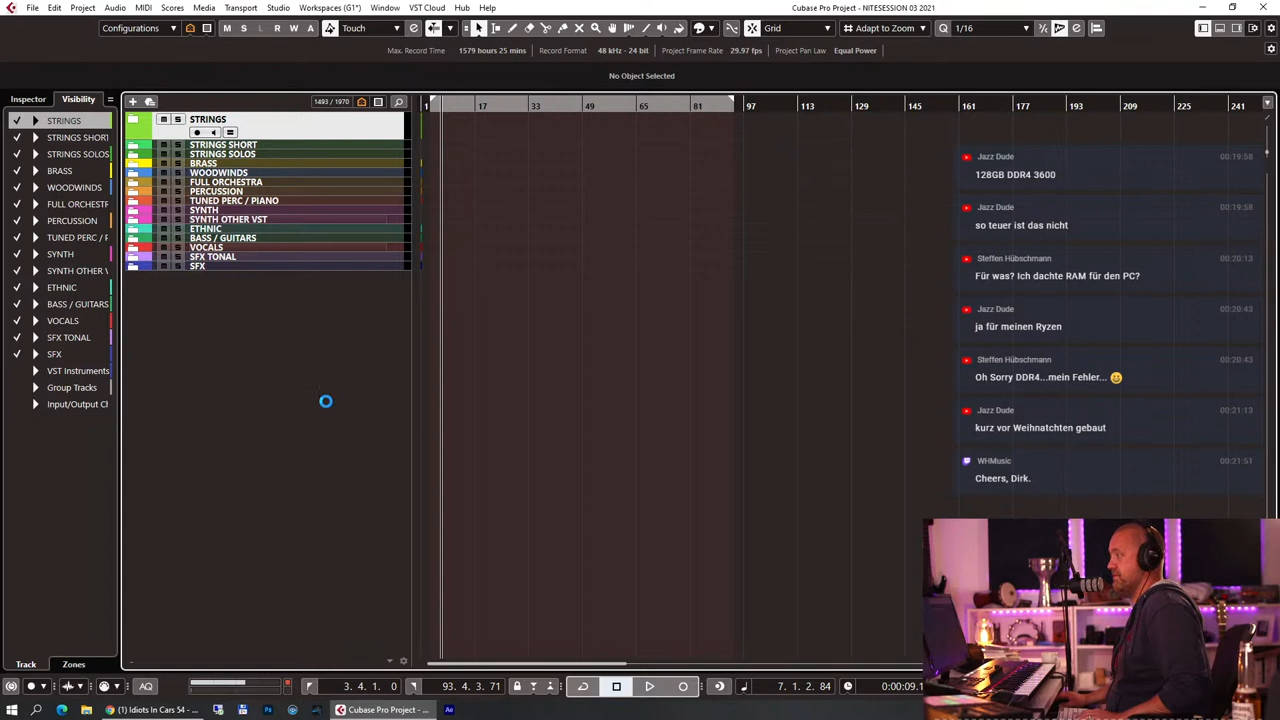 File Edit Project Audio MIDI Scores Media Transport Studio Workspaces (G1*) Window VST Cloud Hub Help
Cubase Pro Project - NITESESSION 03 2021
Configurations
M S L R W A Touch
Grid
Adapt to Zoom
Q 1/16
Max. Record Time 1579 hours 25 mins Record Format 48 kHz - 24 bit Project Frame Rate 29.97 fps Project Pan Law Equal Power
No Object Selected
Inspector Visibility
1493 / 1970
1 17 33 49 65 81 97 113 129 145 161 177 193 209 225 241
STRINGS
STRINGS SHORT
STRINGS SOLOS
BRASS
WOODWINDS
FULL ORCHESTR
PERCUSSION
TUNED PERC / P
SYNTH
SYNTH OTHER V
ETHNIC
BASS / GUITARS
VOCALS
SFX TONAL
SFX
VST Instruments
Group Tracks
Input/Output Cl
STRINGS
STRINGS SHORT
STRINGS SOLOS
BRASS
WOODWINDS
FULL ORCHESTRA
PERCUSSION
TUNED PERC / PIANO
SYNTH
SYNTH OTHER VST
ETHNIC
BASS / GUITARS
VOCALS
SFX TONAL
SFX
Jazz Dude 00:19:58
128GB DDR4 3600
Jazz Dude 00:19:58
so teuer ist das nicht
Steffen Hübschmann 00:20:13
Für was? Ich dachte RAM für den PC?
Jazz Dude 00:20:43
ja für meinen Ryzen
Steffen Hübschmann 00:20:43
Oh Sorry DDR4...mein Fehler... 😀
Jazz Dude 00:21:13
kurz vor Weihnatchten gebaut
WHMusic 00:21:51
Cheers, Dirk.
Track Zones
AQ
3. 4. 1. 0
93. 4. 3. 71
7. 1. 2. 84
0:00:09.1
(1) Idiots In Cars 54 -
Cubase Pro Project - ...
Ps
Ae